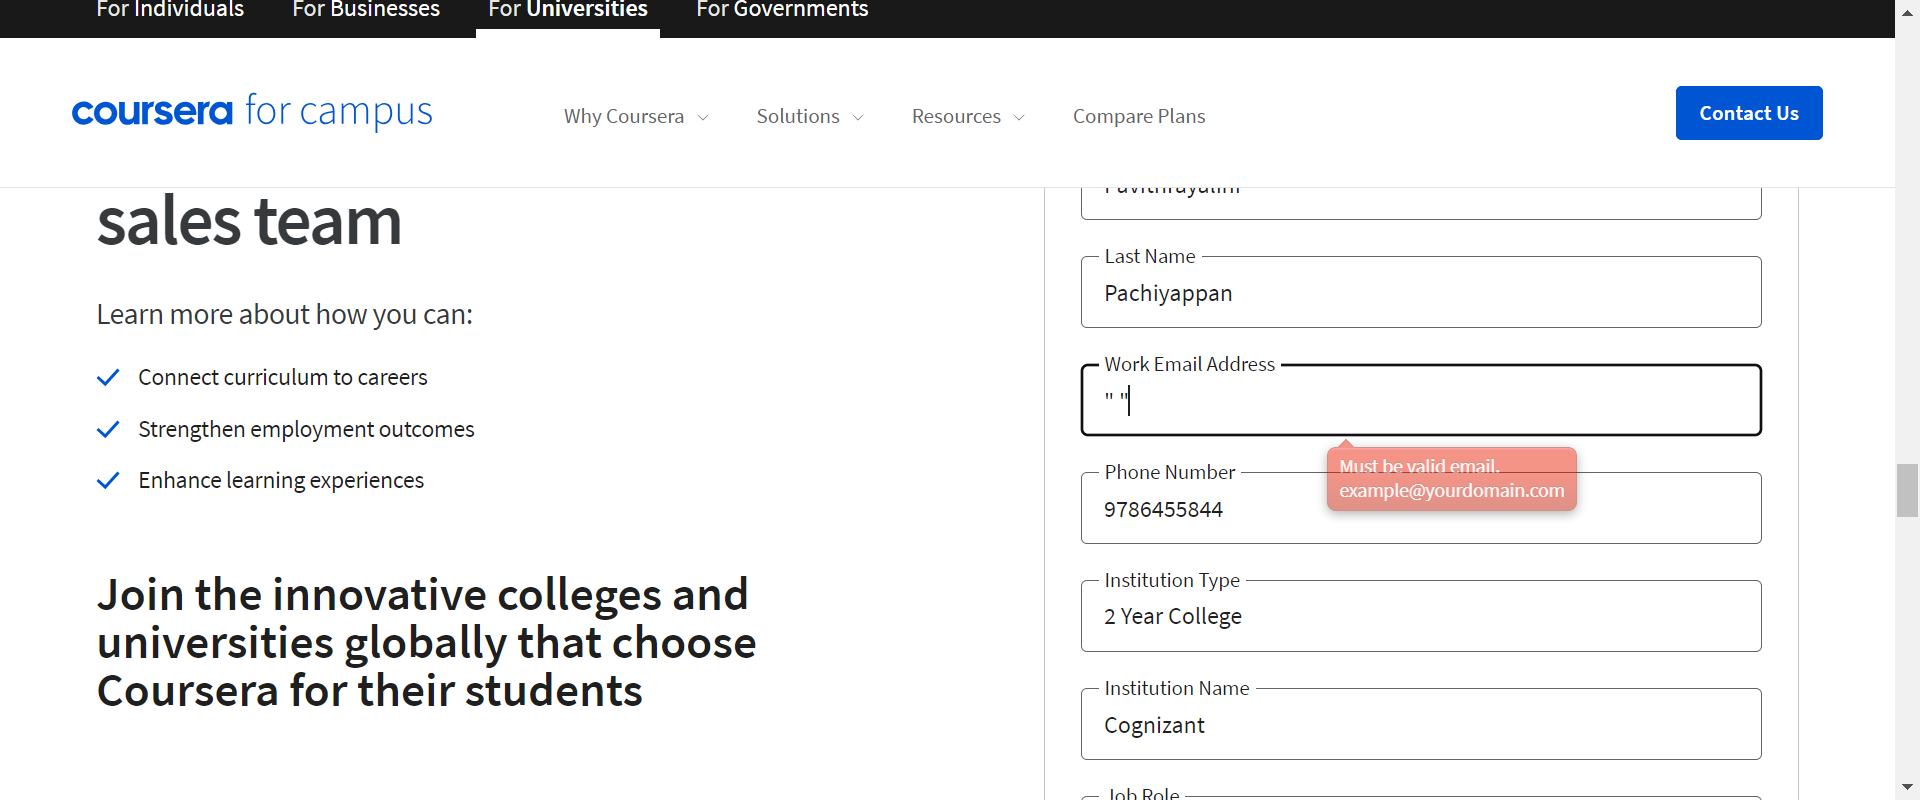 For Individuals
For Businesses
For Universities
For Governments
coursera for campus
Why Coursera
Solutions
Resources
Compare Plans
Contact Us
sales team
Learn more about how you can:
Connect curriculum to careers
Strengthen employment outcomes
Enhance learning experiences
Join the innovative colleges and
universities globally that choose
Coursera for their students
Last Name
Pachiyappan
Work Email Address
" "
Must be valid email.
example@yourdomain.com
Phone Number
9786455844
Institution Type
2 Year College
Institution Name
Cognizant
Job Role